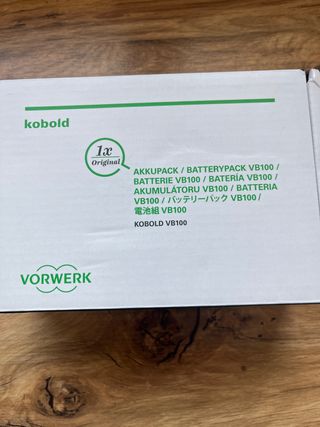 kobold
1x
Original
AKKUPACK / BATTERYPACK VB100 /
BATTERIE VB100 / BATERÍA VB100 /
AKUMULÁTORU VB100 / BATTERIA
VB100 / バッテリーパック VB100 /
電池組 VB100
KOBOLD VB100
VORWERK